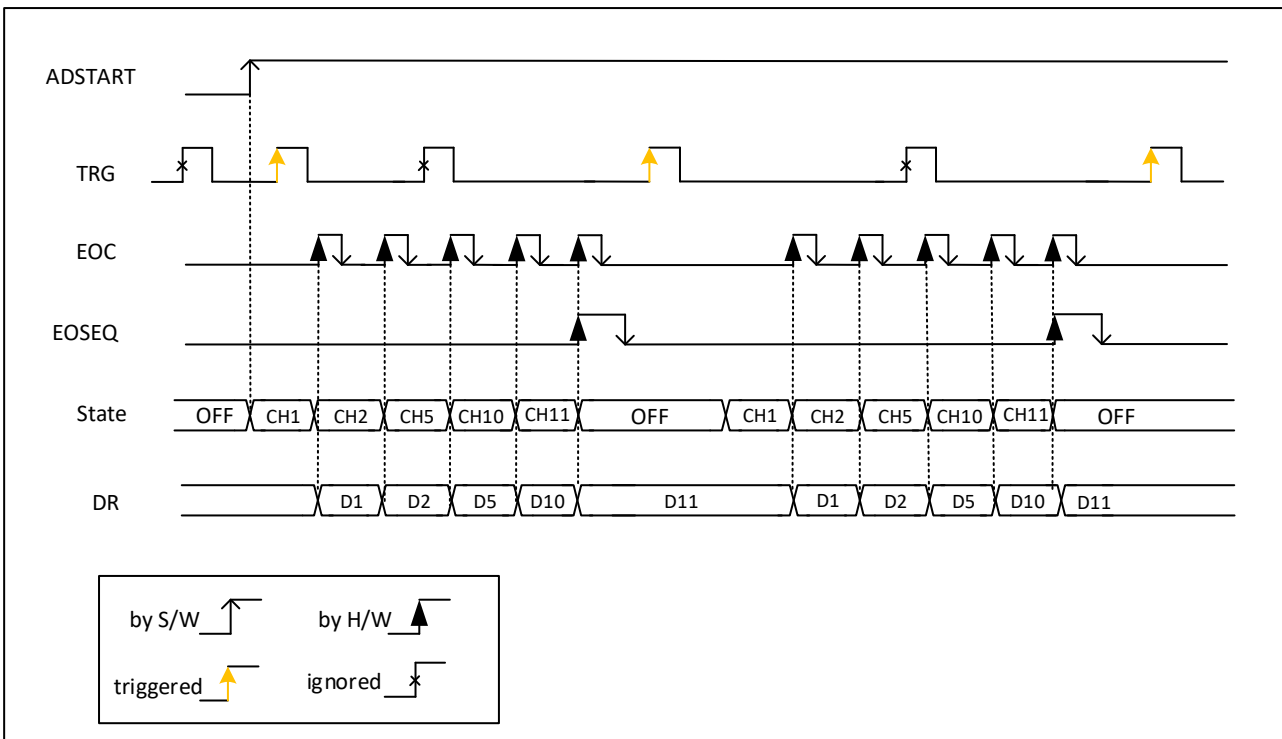 ADSTART
TRG
EOC
EOSEQ
State OFF CH1 CH2 CH5 CH10 CH11 OFF CH1 CH2 CH5 CH10 CH11 OFF
DR D1 D2 D5 D10 D11 D1 D2 D5 D10 D11
by S/W by H/W
triggered ignored